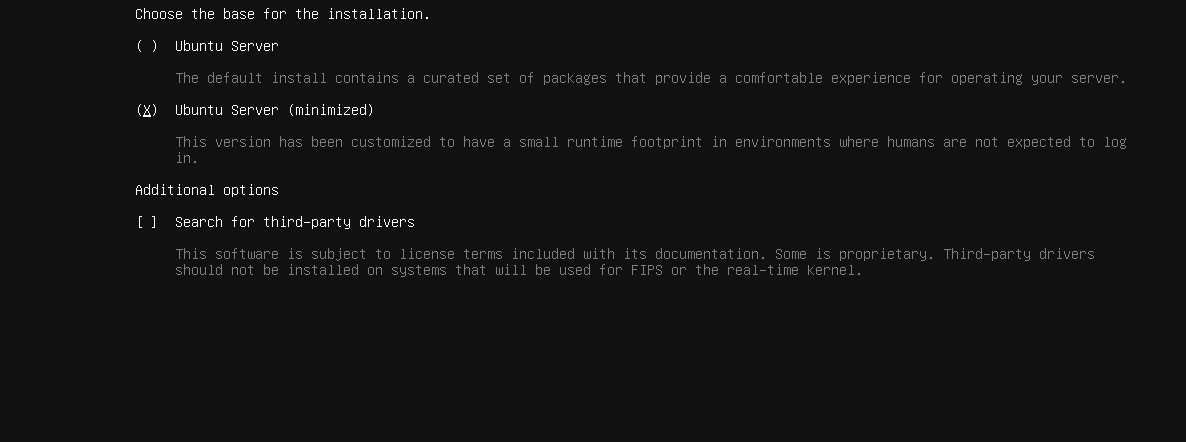 Choose the base for the installation.
( ) Ubuntu Server
The default install contains a curated set of packages that provide a comfortable experience for operating your server.
(X) Ubuntu Server (minimized)
This version has been customized to have a small runtime footprint in environments where humans are not expected to log
in.
Additional options
[ ] Search for third-party drivers
This software is subject to license terms included with its documentation. Some is proprietary. Third-party drivers
should not be installed on systems that will be used for FIPS or the real-time kernel.